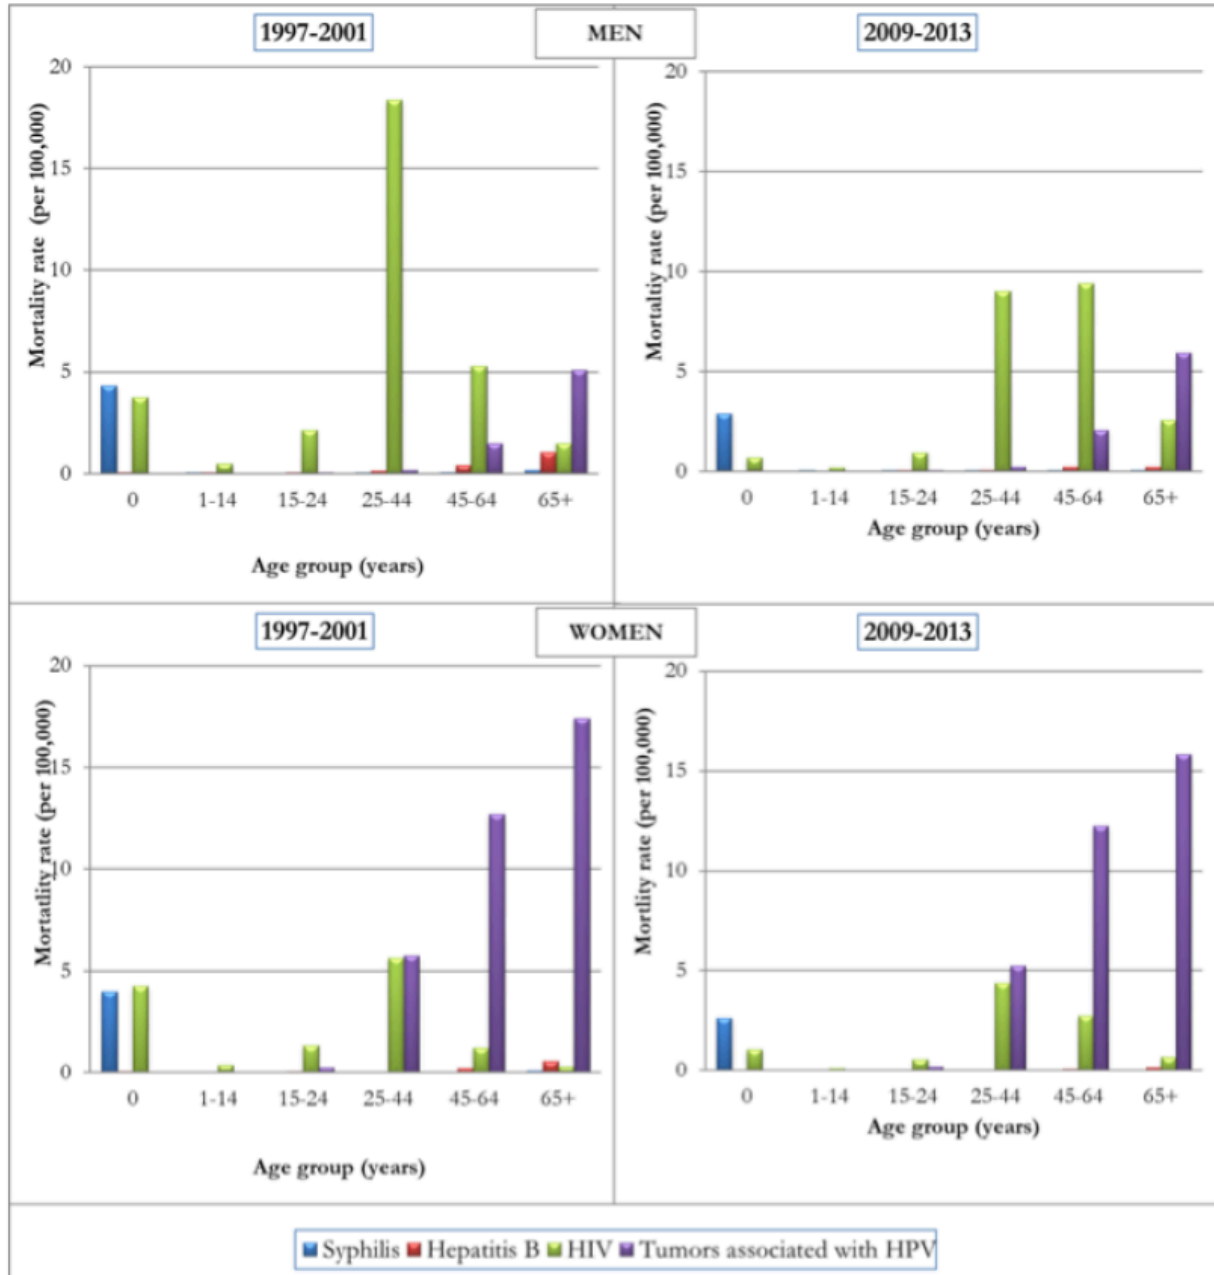 1997-2001
MEN
2009-2013
Mortality rate (per 100,000)
20
15
10
5
0
0 1-14 15-24 25-44 45-64 65+
Age group (years)
Mortaltiy rate (per 100,000)
20
15
10
5
0
0 1-14 15-24 25-44 45-64 65+
Age group (years)
1997-2001
WOMEN
2009-2013
Mortatlity rate (per 100,000)
20
15
10
5
0
0 1-14 15-24 25-44 45-64 65+
Age group (years)
Mortlity rate (per 100,000)
20
15
10
5
0
0 1-14 15-24 25-44 45-64 65+
Age group (years)
Syphilis Hepatitis B HIV Tumors associated with HPV